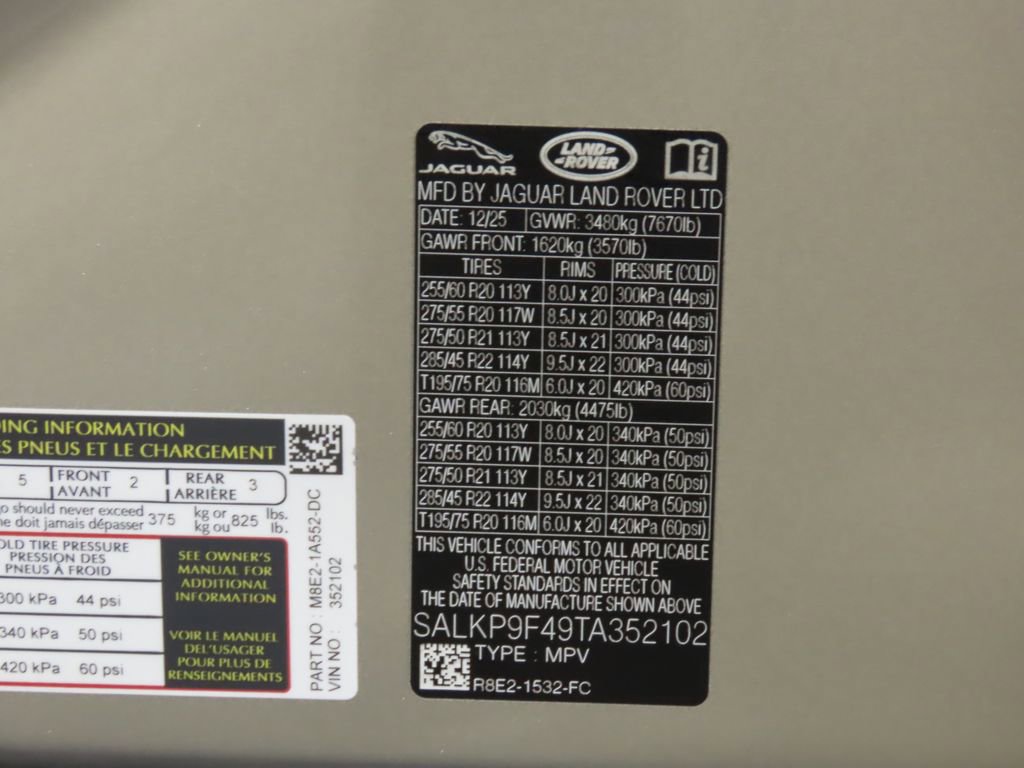 JAGUAR
LAND-
-ROVER
i
MFD BY JAGUAR LAND ROVER LTD
DATE: 12/25 GVWR: 3480kg (7670lb)
GAWR FRONT: 1620kg (3570lb)
TIRES RIMS PRESSURE (COLD)
255/60 R20 113Y 8.0J x 20 300kPa (44psi)
275/55 R20 117W 8.5J x 20 300kPa (44psi)
275/50 R21 113Y 8.5J x 21 300kPa (44psi)
285/45 R22 114Y 9.5J x 22 300kPa (44psi)
T195/75 R20 116M 6.0J x 20 420kPa (60psi)
GAWR REAR: 2030kg (4475lb)
255/60 R20 113Y 8.0J x 20 340kPa (50psi)
275/55 R20 117W 8.5J x 20 340kPa (50psi)
275/50 R21 113Y 8.5J x 21 340kPa (50psi)
285/45 R22 114Y 9.5J x 22 340kPa (50psi)
T195/75 R20 116M 6.0J x 20 420kPa (60psi)
THIS VEHICLE CONFORMS TO ALL APPLICABLE
U.S. FEDERAL MOTOR VEHICLE
SAFETY STANDARDS IN EFFECT ON
THE DATE OF MANUFACTURE SHOWN ABOVE
SALKP9F49TA352102
TYPE : MPV
R8E2-1532-FC
ING INFORMATION
ES PNEUS ET LE CHARGEMENT
5 FRONT 2 REAR 3
AVANT ARRIÈRE
go should never exceed 375 kg or 825 lbs.
ne doit jamais dépasser kg ou lb.
OLD TIRE PRESSURE
PRESSION DES
PNEUS À FROID
300 kPa 44 psi
340 kPa 50 psi
420 kPa 60 psi
SEE OWNER'S
MANUAL FOR
ADDITIONAL
INFORMATION
VOIR LE MANUEL
DEL'USAGER
POUR PLUS DE
RENSEIGNEMENTS
PART NO : M8E2-1A552-DC
VIN NO : 352102